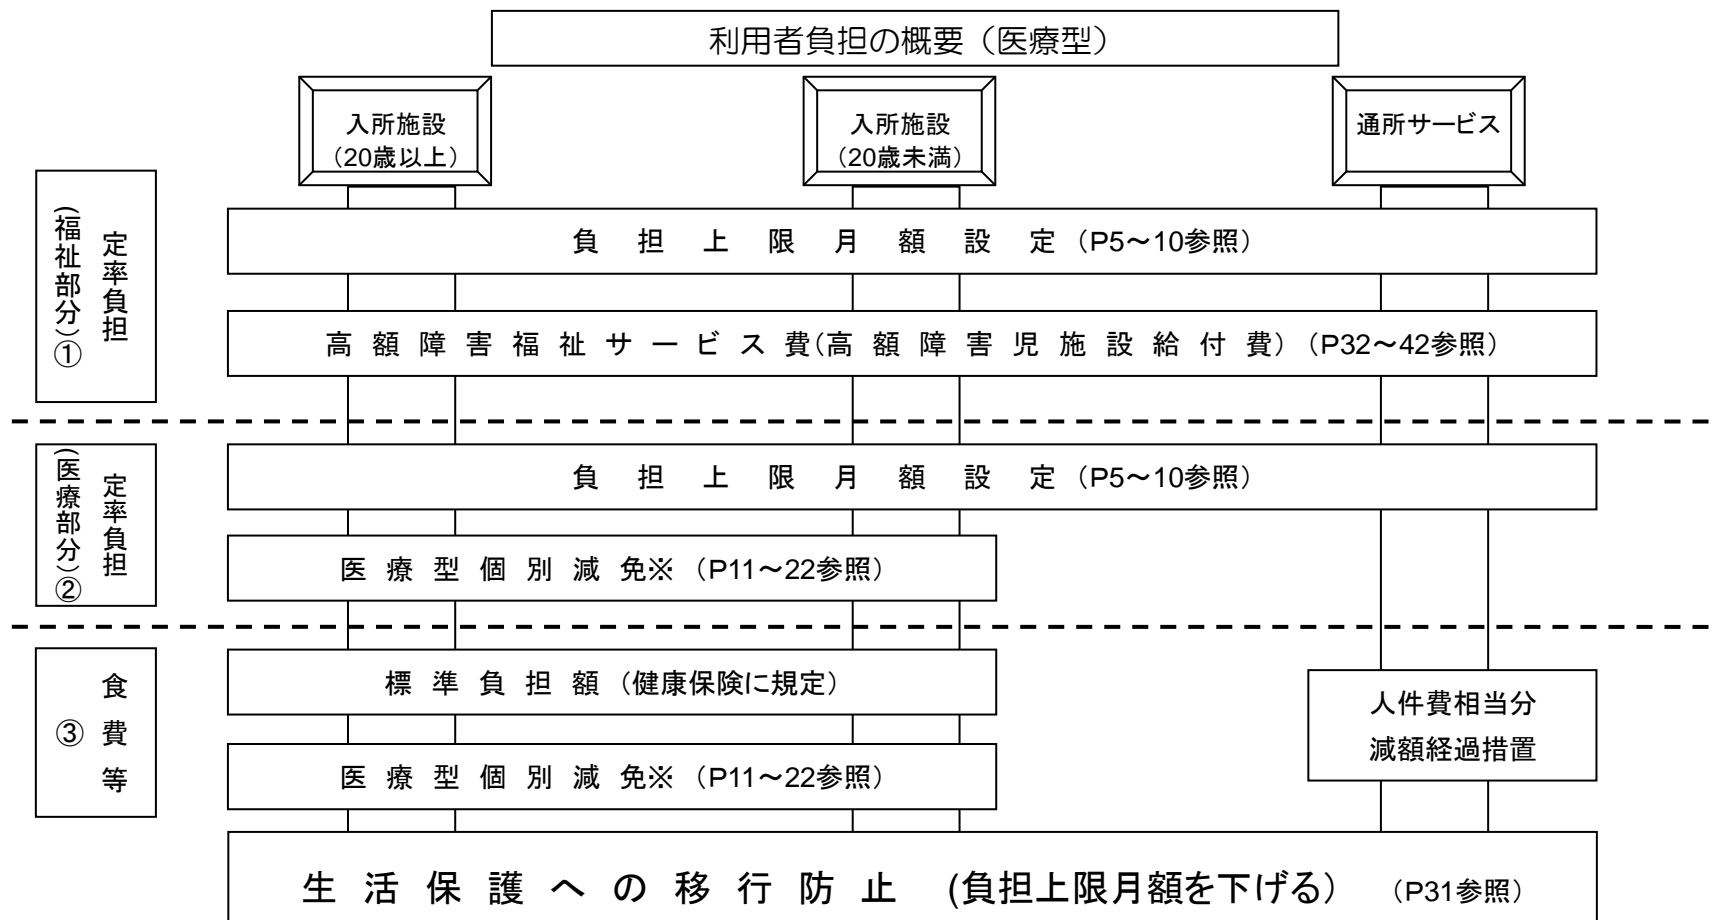 利用者負担の概要（医療型）
入所施設
（20歳以上）
入所施設
（20歳未満）
通所サービス
定率負担
（福祉部分）①
負担上限月額設定（P5～10参照）
高額障害福祉サービス費(高額障害児施設給付費)（P32～42参照）
定率負担
（医療部分）②
負担上限月額設定（P5～10参照）
医療型個別減免※（P11～22参照）
食費等
③
標準負担額（健康保険に規定）
医療型個別減免※（P11～22参照）
人件費相当分
減額経過措置
生活保護への移行防止 (負担上限月額を下げる）（P31参照）